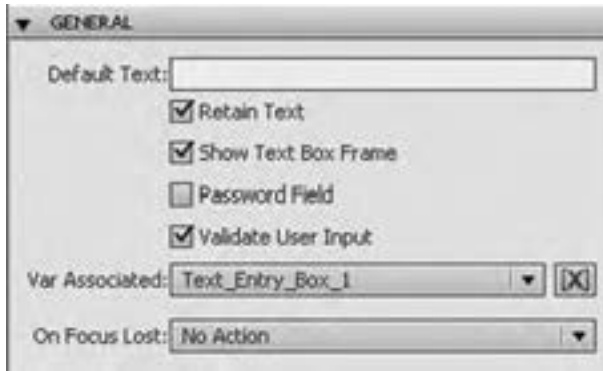 GENERAL
Default Text:
Retain Text
Show Text Box Frame
Password Field
Validate User Input
Var Associated: Text_Entry_Box_1 [X]
On Focus Lost: No Action